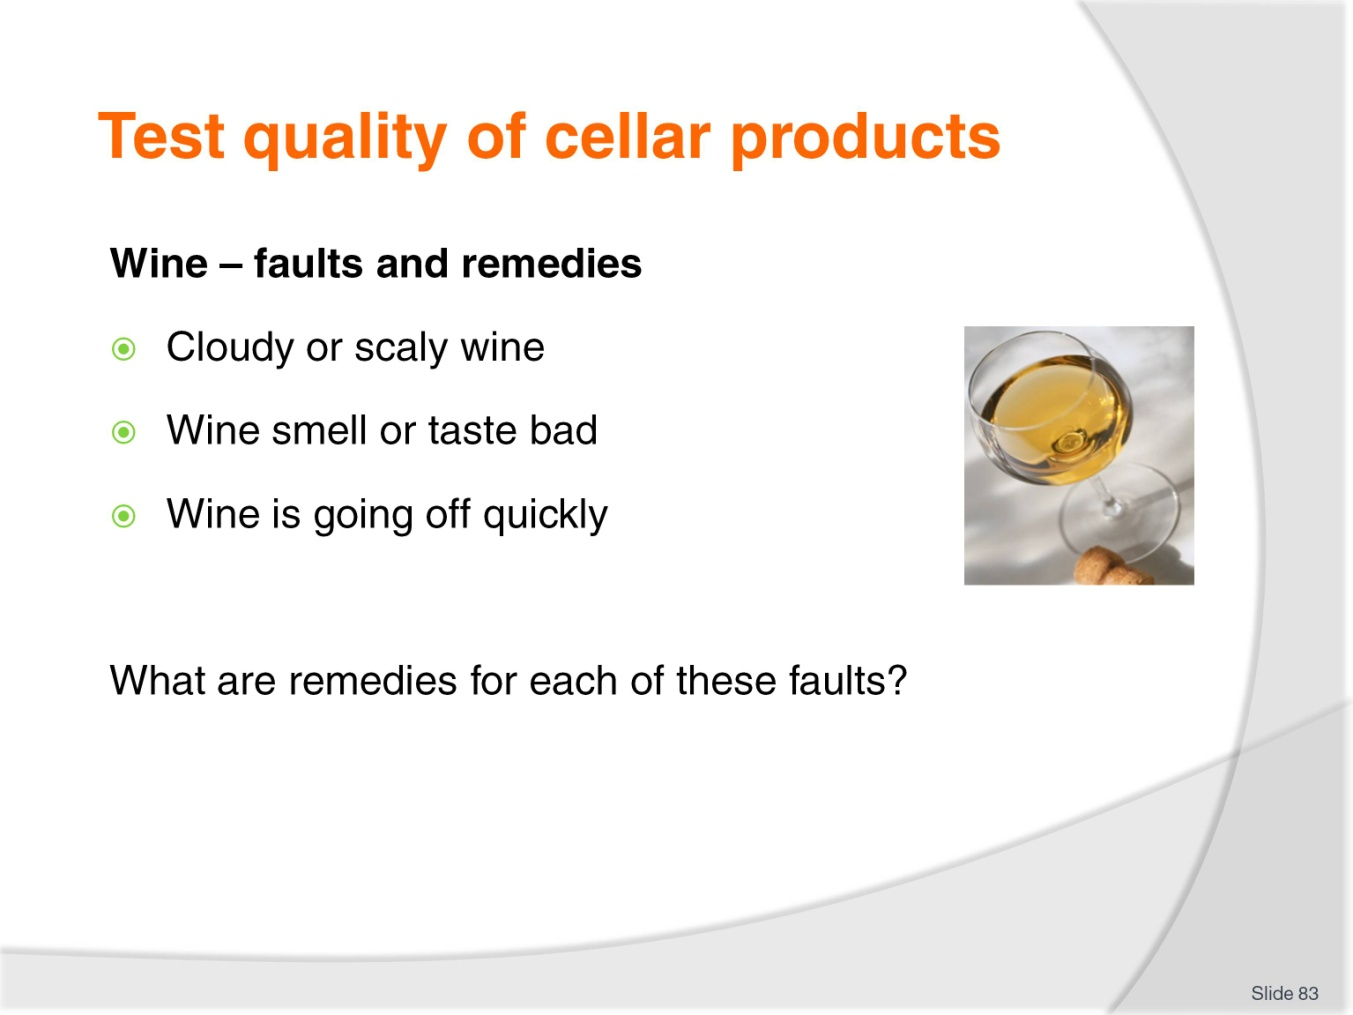 Test quality of cellar products
Wine – faults and remedies
Cloudy or scaly wine
Wine smell or taste bad
Wine is going off quickly
What are remedies for each of these faults?
Slide 83